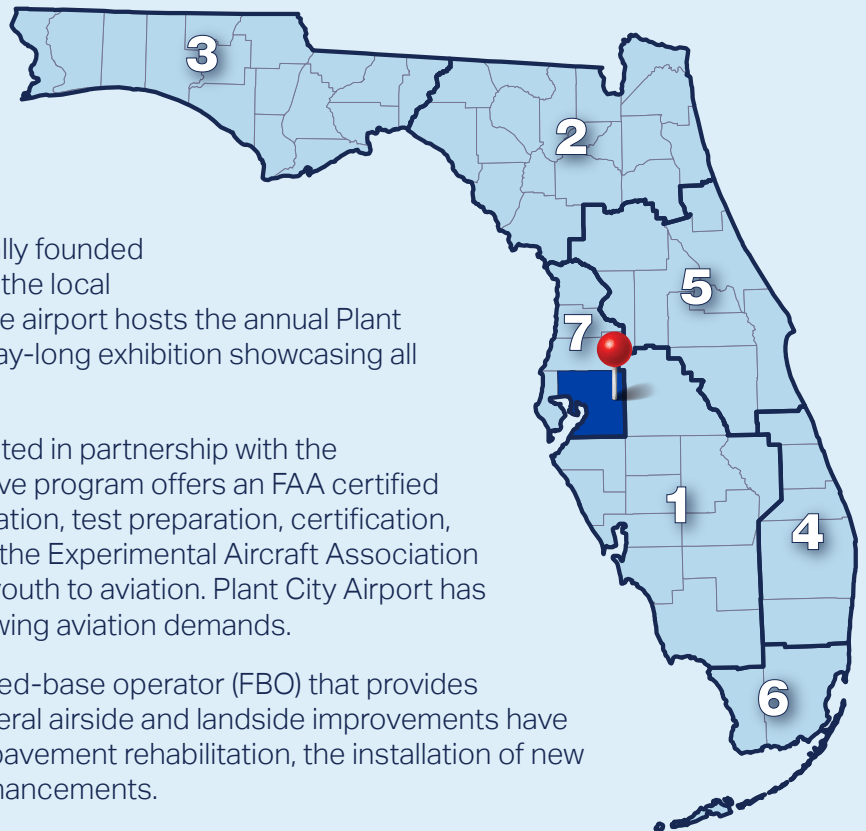 3
2
lly founded
the local
e airport hosts the annual Plant
ay-long exhibition showcasing all
5
7
ted in partnership with the
ve program offers an FAA certified
ation, test preparation, certification,
the Experimental Aircraft Association
youth to aviation. Plant City Airport has
wing aviation demands.
1
4
ed-base operator (FBO) that provides
eral airside and landside improvements have
pavement rehabilitation, the installation of new
hancements.
6